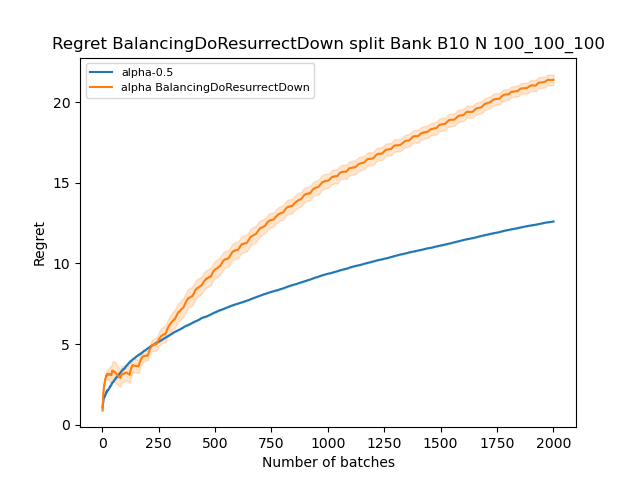 Regret BalancingDoResurrectDown split Bank B10 N 100_100_100
alpha-0.5
alpha BalancingDoResurrectDown
20
15
10
5
0
Regret
0 250 500 750 1000 1250 1500 1750 2000
Number of batches